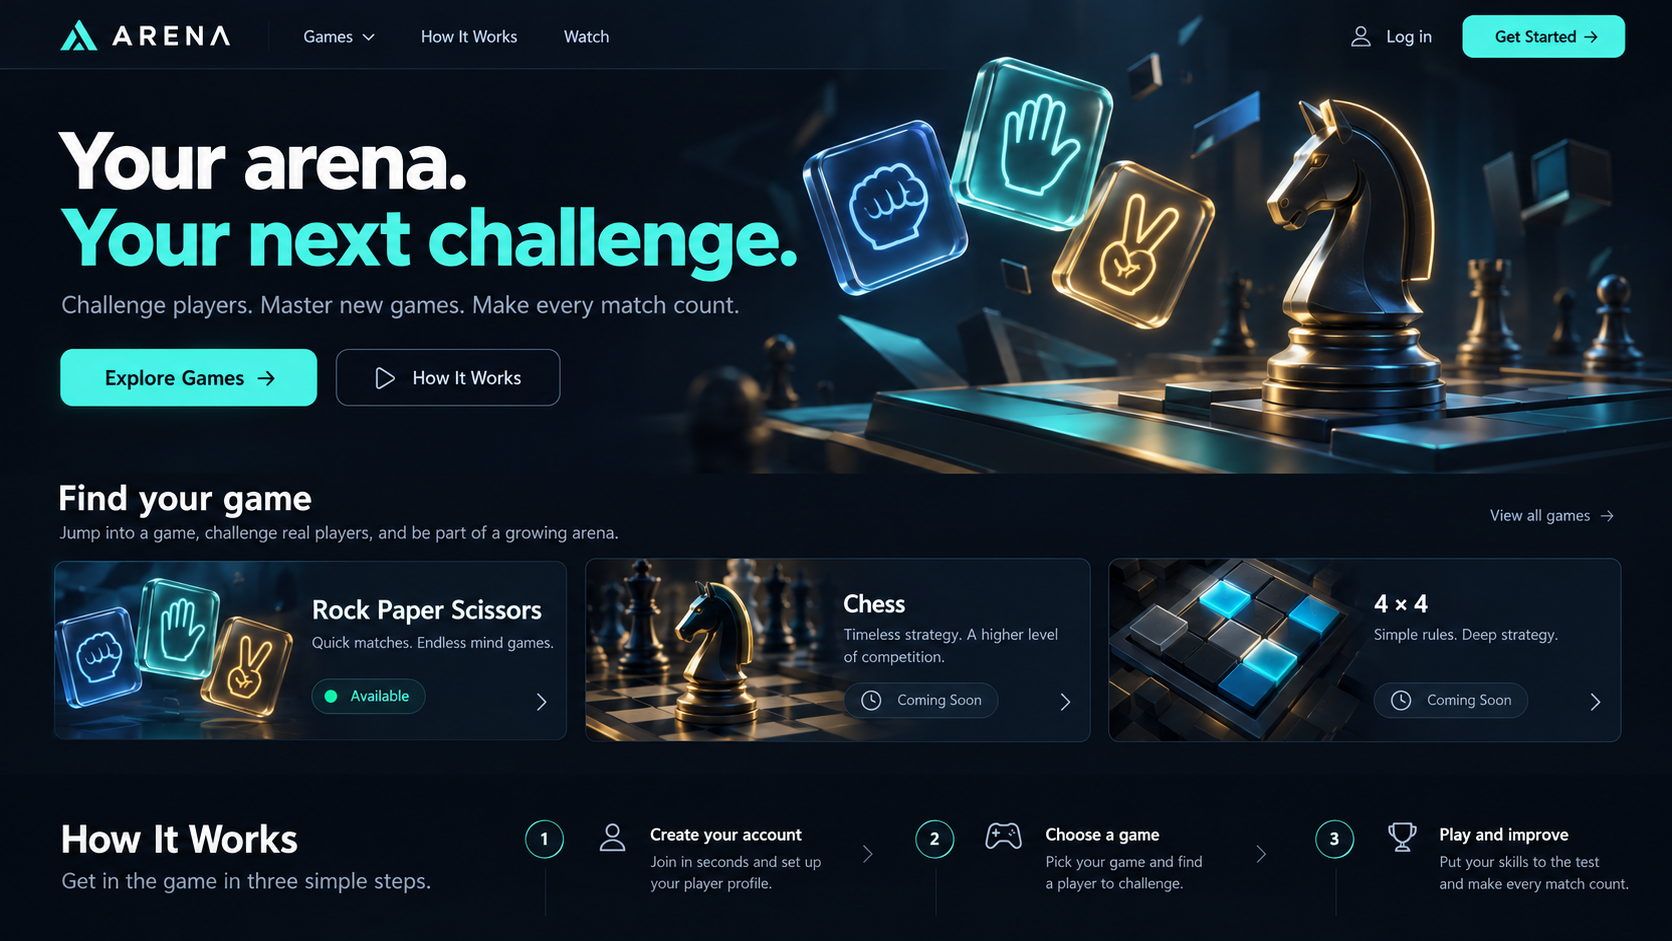 ARENA
Games
How It Works
Watch
Log in
Get Started →
Your arena.
Your next challenge.
Challenge players. Master new games. Make every match count.
Explore Games →
How It Works
Find your game
Jump into a game, challenge real players, and be part of a growing arena.
View all games →
Rock Paper Scissors
Quick matches. Endless mind games.
Available
Chess
Timeless strategy. A higher level
of competition.
Coming Soon
4 × 4
Simple rules. Deep strategy.
Coming Soon
How It Works
Get in the game in three simple steps.
1
Create your account
Join in seconds and set up
your player profile.
2
Choose a game
Pick your game and find
a player to challenge.
3
Play and improve
Put your skills to the test
and make every match count.